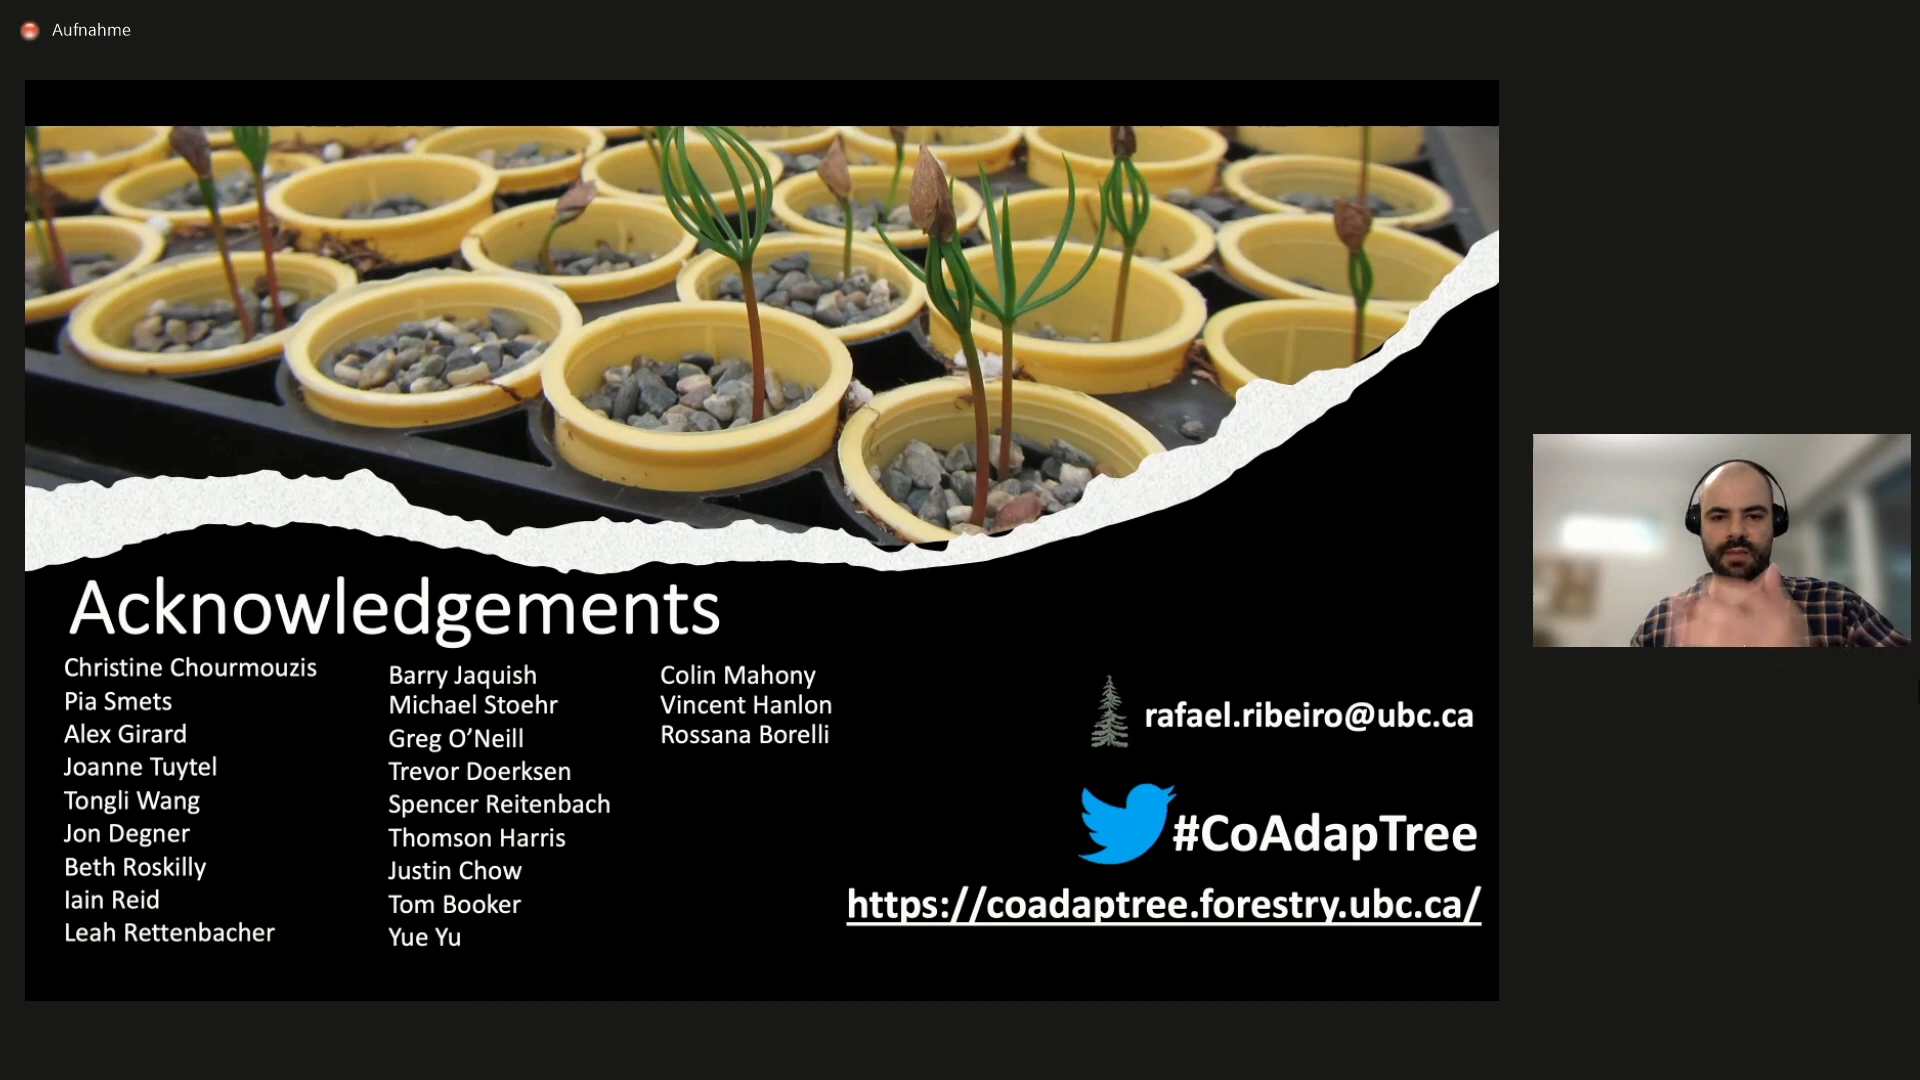 Aufnahme
Acknowledgements
Christine Chourmouzis
Pia Smets
Alex Girard
Joanne Tuytel
Tongli Wang
Jon Degner
Beth Roskilly
Iain Reid
Leah Rettenbacher
Barry Jaquish
Michael Stoehr
Greg O’Neill
Trevor Doerksen
Spencer Reitenbach
Thomson Harris
Justin Chow
Tom Booker
Yue Yu
Colin Mahony
Vincent Hanlon
Rossana Borelli
rafael.ribeiro@ubc.ca
#CoAdapTree
https://coadaptree.forestry.ubc.ca/